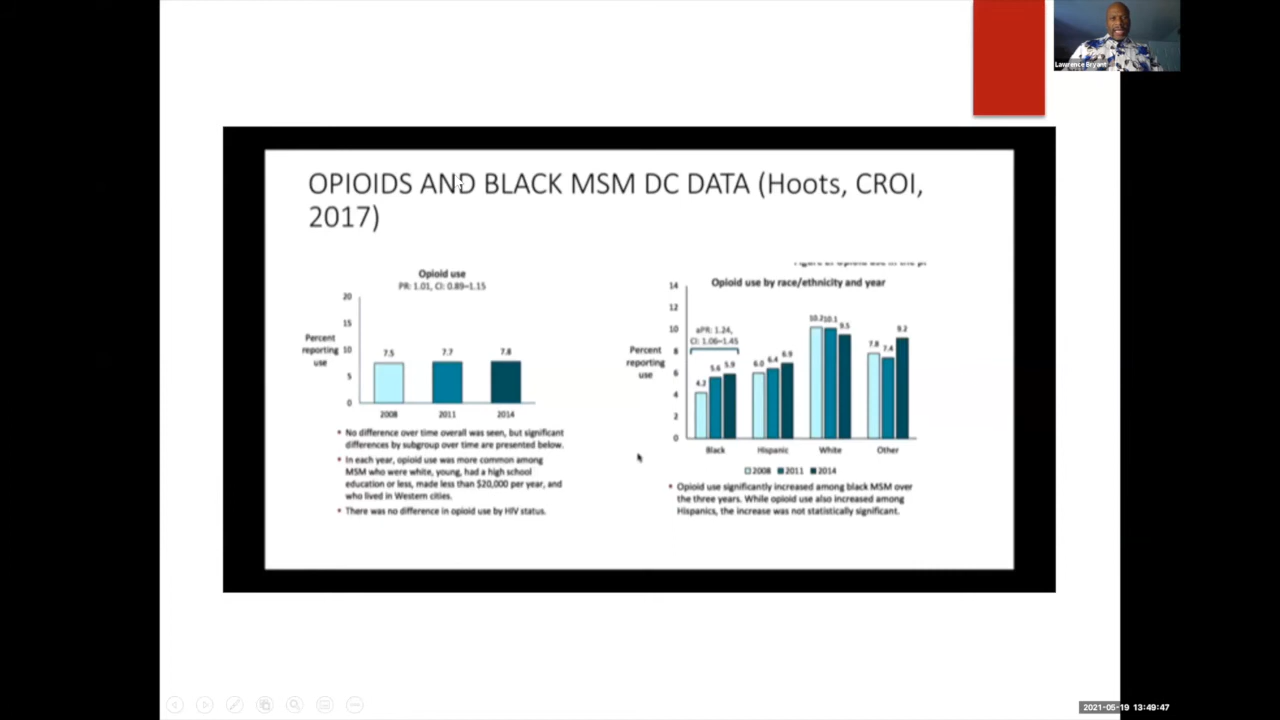 Lawrence Bryant
OPIOIDS AND BLACK MSM DC DATA (Hoots, CROI,
2017)
Opioid use
PR: 1.01, CI: 0.89–1.15
20
15
10
5
0
Percent
reporting
use
7.5
7.7
7.8
2008
2011
2014
• No difference over time overall was seen, but significant
differences by subgroup over time are presented below.
• In each year, opioid use was more common among
MSM who were white, young, had a high school
education or less, made less than $20,000 per year, and
who lived in Western cities.
• There was no difference in opioid use by HIV status.
Opioid use by race/ethnicity and year
14
12
10
8
6
4
2
0
Percent
reporting
use
aPR: 1.24,
CI: 1.06–1.45
4.2
5.6
5.9
6.0
6.4
6.9
10.2
10.1
9.5
7.8
7.4
9.2
Black
Hispanic
White
Other
2008 2011 2014
• Opioid use significantly increased among black MSM over
the three years. While opioid use also increased among
Hispanics, the increase was not statistically significant.
2021-05-19 13:49:47